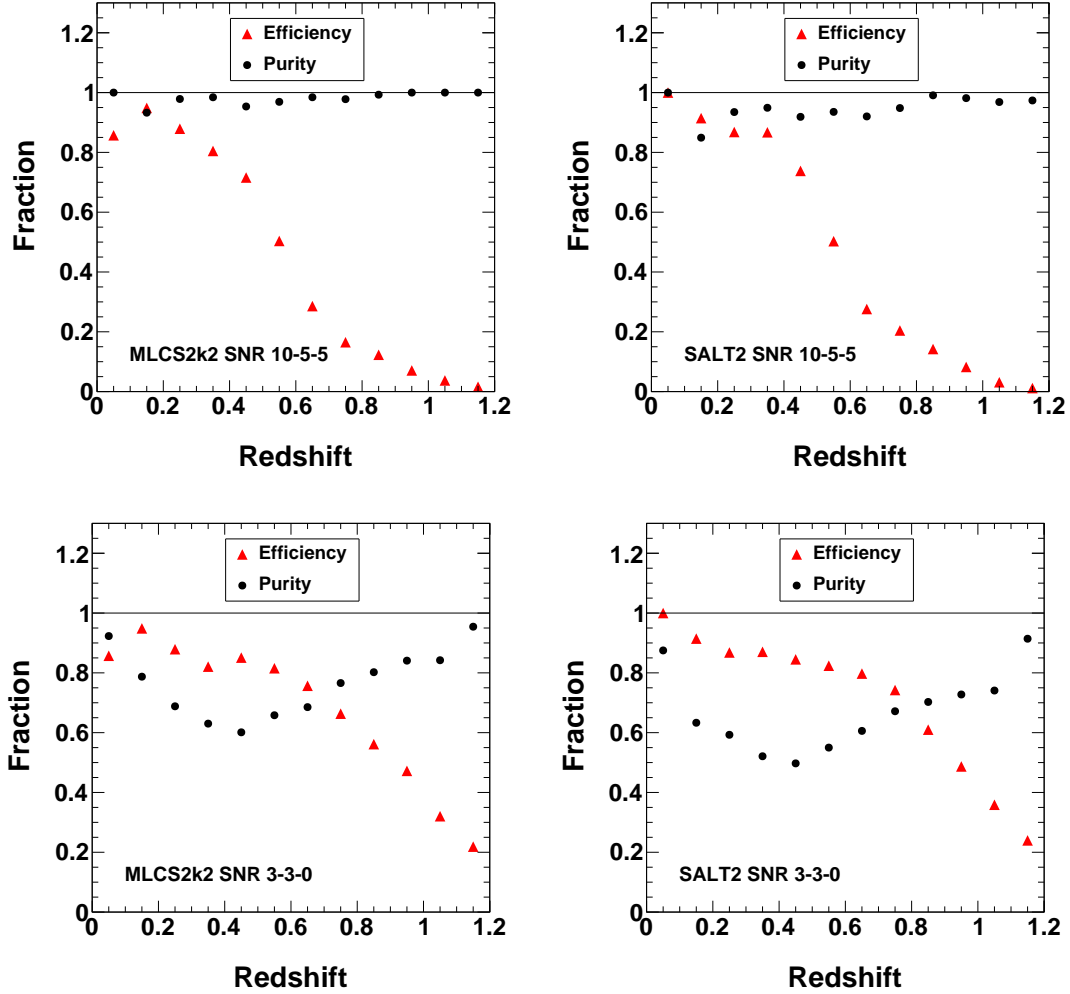 1.2
Efficiency
Purity
1
0.8
0.6
0.4
0.2
0
Fraction
MLCS2k2 SNR 10-5-5
0 0.2 0.4 0.6 0.8 1 1.2
Redshift
1.2
Efficiency
Purity
1
0.8
0.6
0.4
0.2
0
Fraction
SALT2 SNR 10-5-5
0 0.2 0.4 0.6 0.8 1 1.2
Redshift
1.2
Efficiency
Purity
1
0.8
0.6
0.4
0.2
0
Fraction
MLCS2k2 SNR 3-3-0
0 0.2 0.4 0.6 0.8 1 1.2
Redshift
1.2
Efficiency
Purity
1
0.8
0.6
0.4
0.2
0
Fraction
SALT2 SNR 3-3-0
0 0.2 0.4 0.6 0.8 1 1.2
Redshift